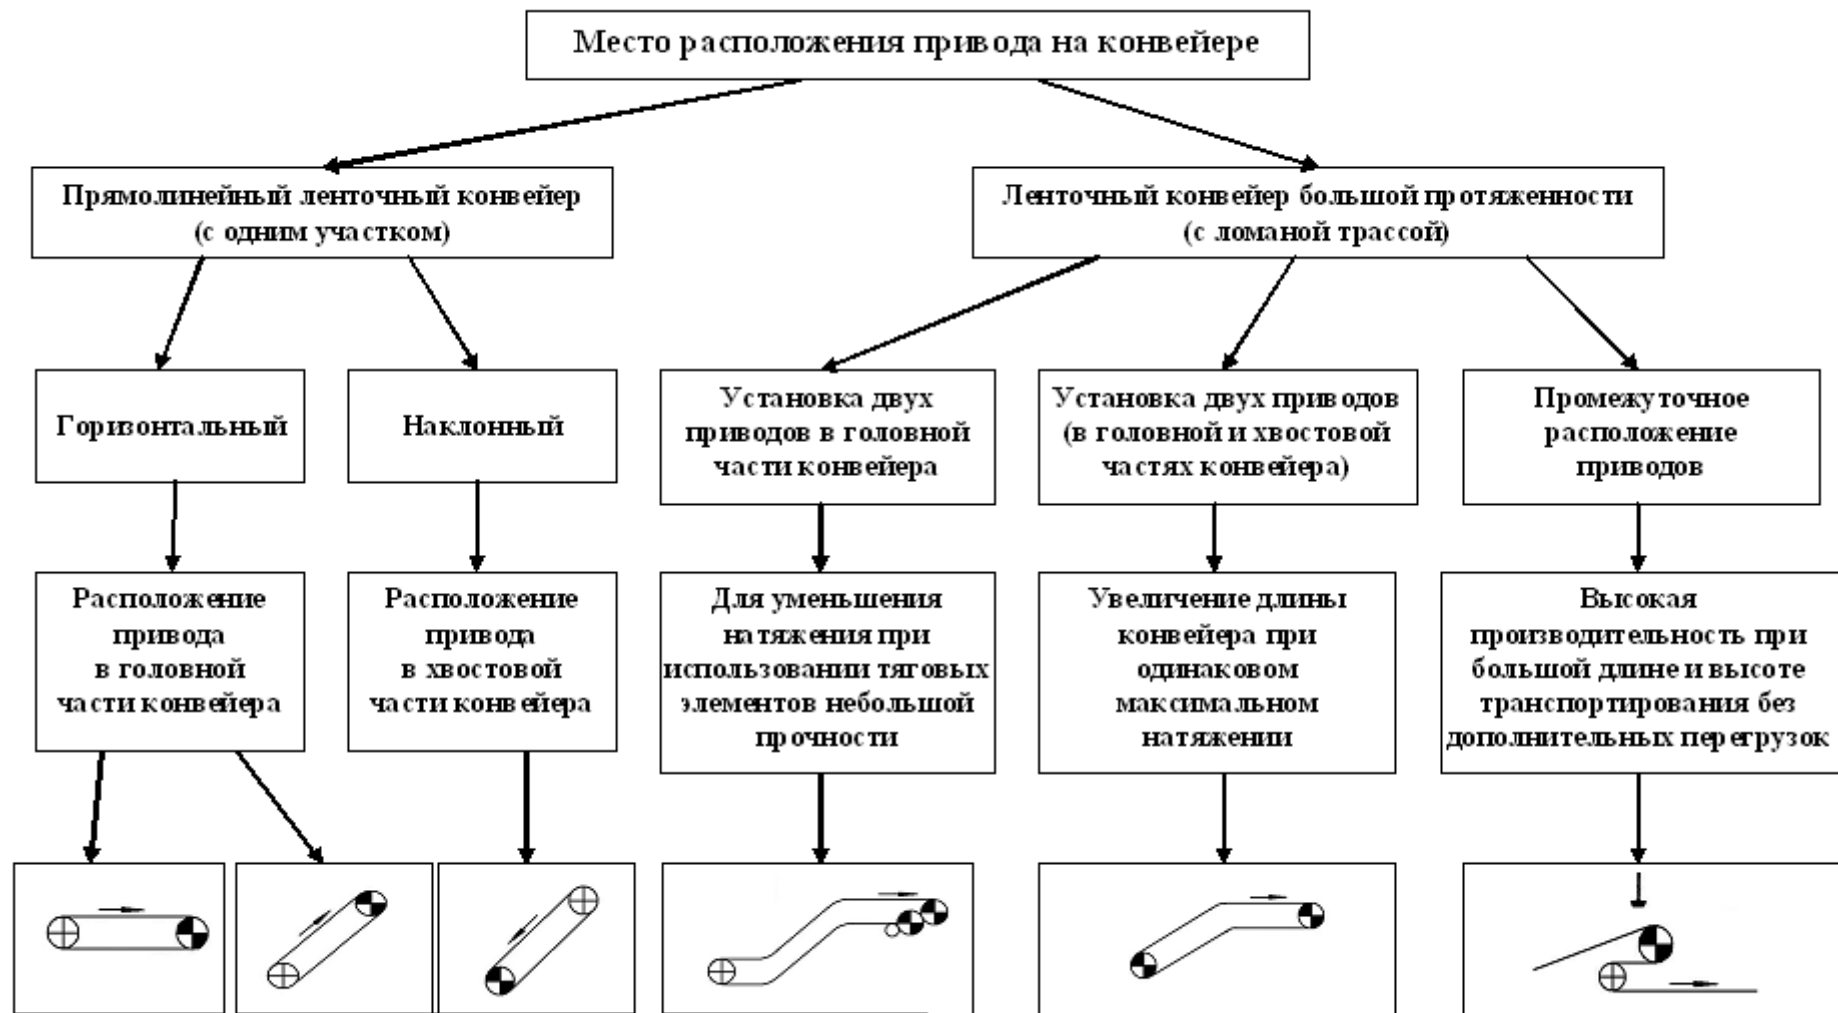 Место расположения привода на конвейере
Прямолинейный ленточный конвейер
(с одним участком)
Ленточный конвейер большой протяженности
(с ломаной трассой)
Горизонтальный
Наклонный
Установка двух
приводов в головной
части конвейера
Установка двух приводов
(в головной и хвостовой
частях конвейера)
Промежуточное
расположение
приводов
Расположение
привода
в головной
части конвейера
Расположение
привода
в хвостовой
части конвейера
Для уменьшения
натяжения при
использовании тяговых
элементов небольшой
прочности
Увеличение длины
конвейера при
одинаковом
максимальном
натяжении
Высокая
производительность при
большой длине и высоте
транспортирования без
дополнительных перегрузок